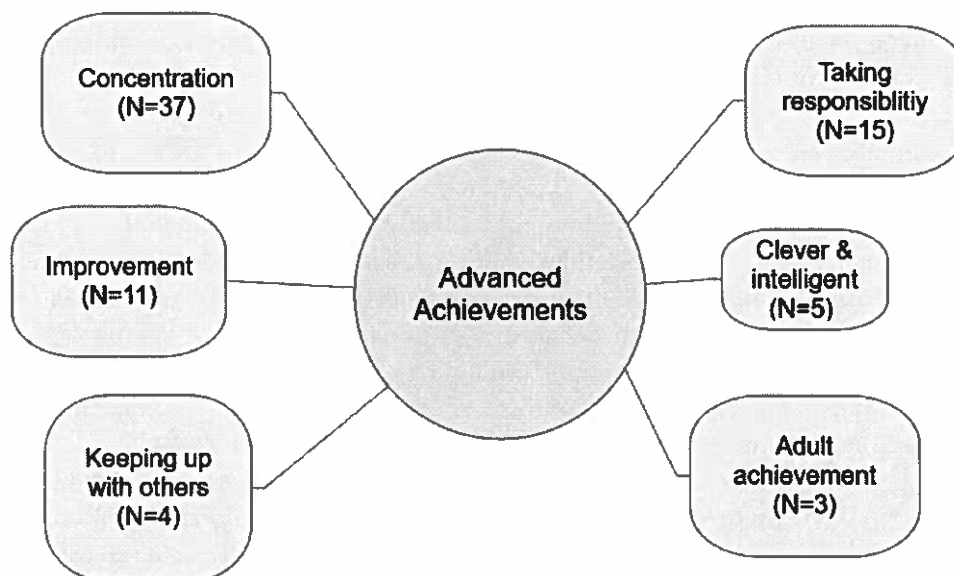 Concentration
(N=37)
Taking
responsiblitiy
(N=15)
Improvement
(N=11)
Advanced
Achievements
Clever &
intelligent
(N=5)
Keeping up
with others
(N=4)
Adult
achievement
(N=3)